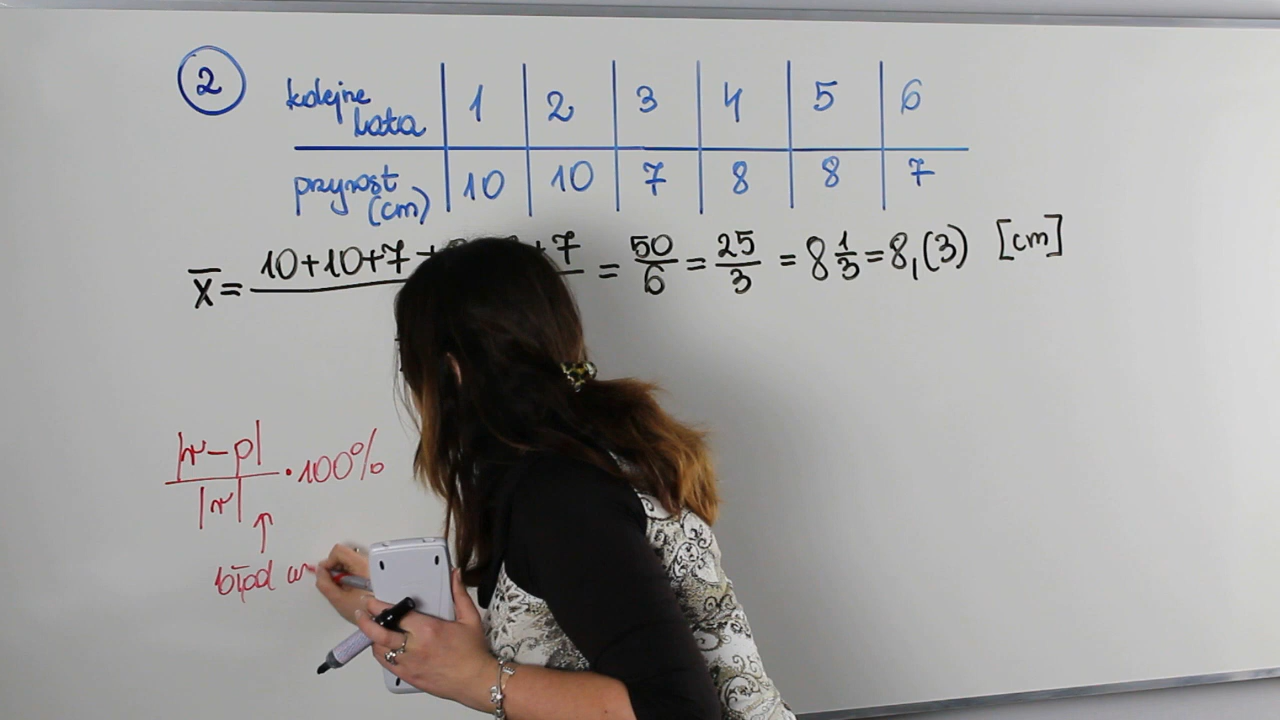 2
kolejne lata 1 2 3 4 5 6
przyrost (cm) 10 10 7 8 8 7
x̄ = 10+10+7+ +7 = 50/6 = 25/3 = 8 1/3 = 8,(3) [cm]
|w-p|/|w| · 100%
↑
błąd w